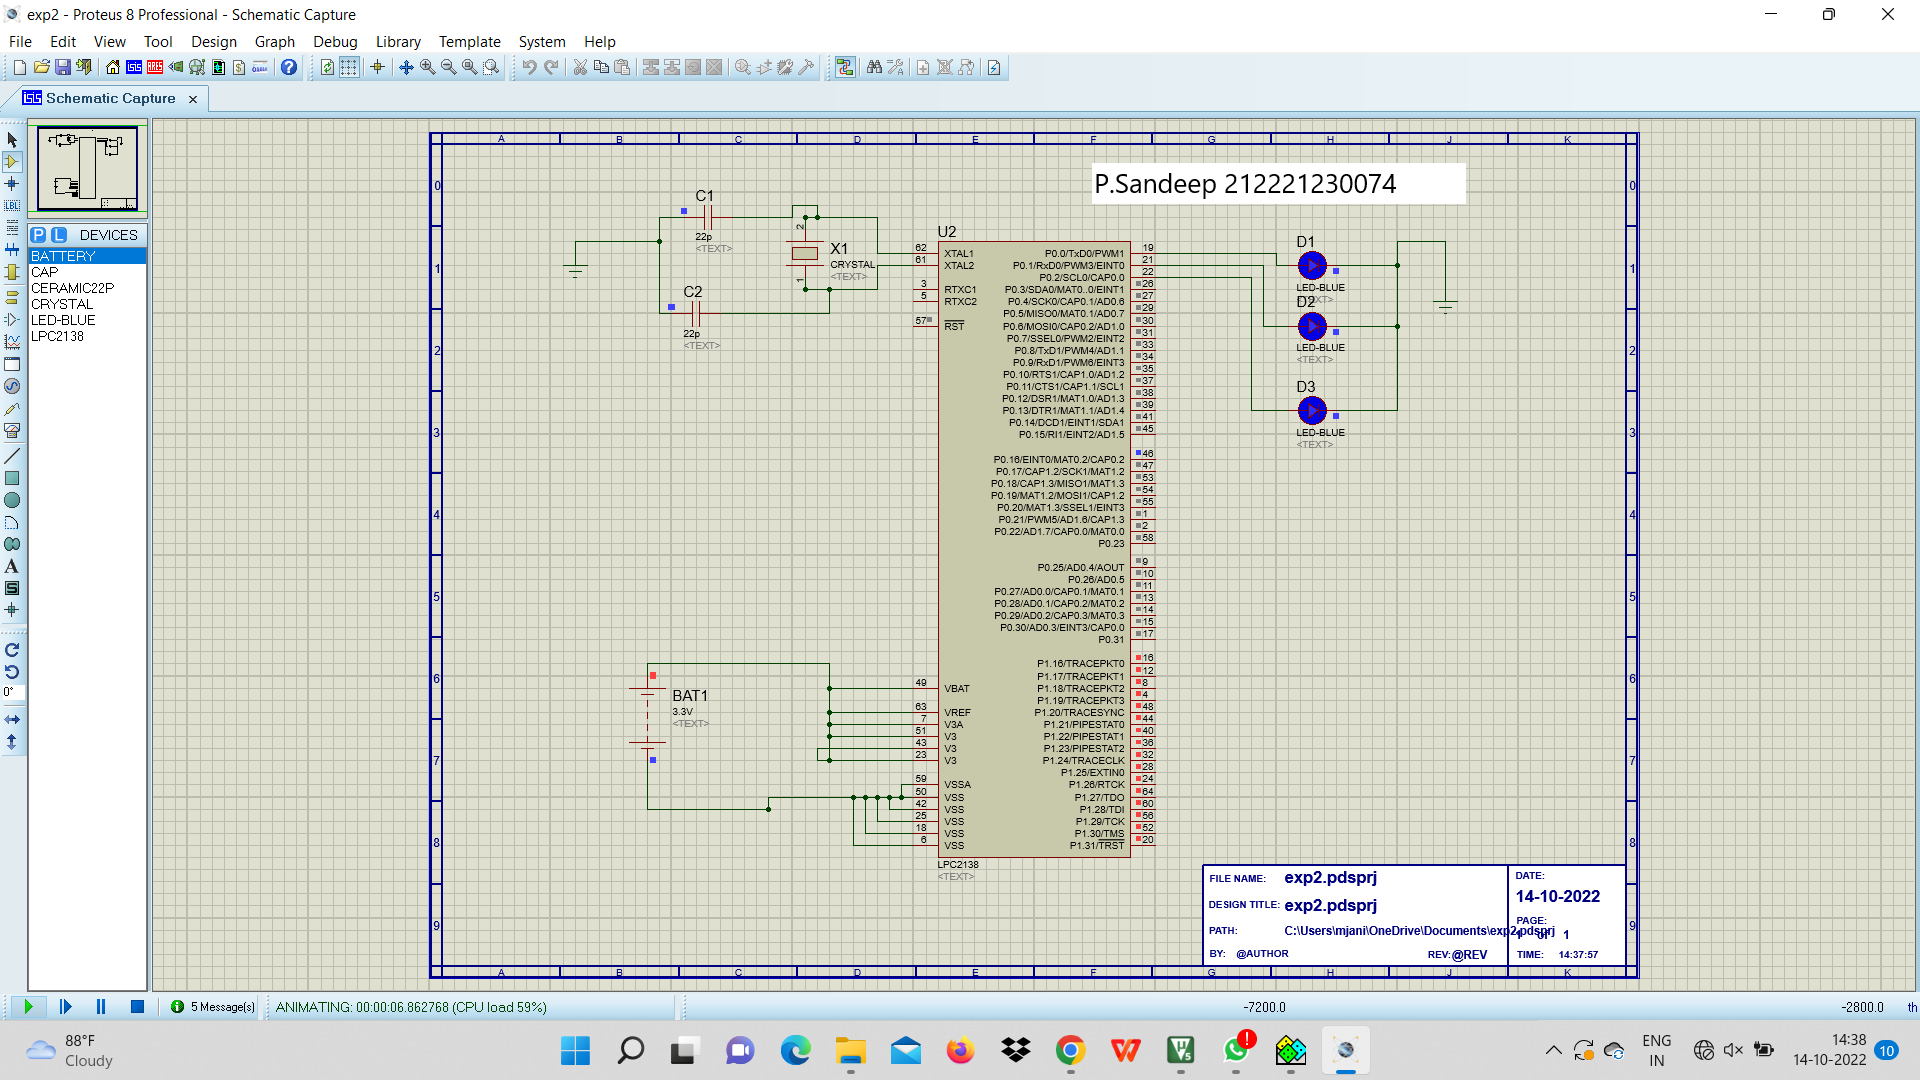 exp2 - Proteus 8 Professional - Schematic Capture
File Edit View Tool Design Graph Debug Library Template System Help
Schematic Capture
P L DEVICES
BATTERY
CAP
CERAMIC22P
CRYSTAL
LED-BLUE
LPC2138
LBL
A
0°
A B C D E F G H J K
0 1 2 3 4 5 6 7 8 9
0 1 2 3 4 5 6 7 8 9
P.Sandeep 212221230074
C1
22p
<TEXT>
C2
22p
<TEXT>
2
1
X1
CRYSTAL
<TEXT>
U2
62 XTAL1
61 XTAL2
3 RTXC1
5 RTXC2
57 RST
49 VBAT
63 VREF
7 V3A
51 V3
43 V3
23 V3
59 VSSA
50 VSS
42 VSS
25 VSS
18 VSS
6 VSS
P0.0/TxD0/PWM1 19
P0.1/RxD0/PWM3/EINT0 21
P0.2/SCL0/CAP0.0 22
P0.3/SDA0/MAT0..0/EINT1 26
P0.4/SCK0/CAP0.1/AD0.6 27
P0.5/MISO0/MAT0.1/AD0.7 29
P0.6/MOSI0/CAP0.2/AD1.0 30
P0.7/SSEL0/PWM2/EINT2 31
P0.8/TxD1/PWM4/AD1.1 33
P0.9/RxD1/PWM6/EINT3 34
P0.10/RTS1/CAP1.0/AD1.2 35
P0.11/CTS1/CAP1.1/SCL1 37
P0.12/DSR1/MAT1.0/AD1.3 38
P0.13/DTR1/MAT1.1/AD1.4 39
P0.14/DCD1/EINT1/SDA1 41
P0.15/RI1/EINT2/AD1.5 45
P0.16/EINT0/MAT0.2/CAP0.2 46
P0.17/CAP1.2/SCK1/MAT1.2 47
P0.18/CAP1.3/MISO1/MAT1.3 53
P0.19/MAT1.2/MOSI1/CAP1.2 54
P0.20/MAT1.3/SSEL1/EINT3 55
P0.21/PWM5/AD1.6/CAP1.3 1
P0.22/AD1.7/CAP0.0/MAT0.0 2
P0.23 58
P0.25/AD0.4/AOUT 9
P0.26/AD0.5 10
P0.27/AD0.0/CAP0.1/MAT0.1 11
P0.28/AD0.1/CAP0.2/MAT0.2 13
P0.29/AD0.2/CAP0.3/MAT0.3 14
P0.30/AD0.3/EINT3/CAP0.0 15
P0.31 17
P1.16/TRACEPKT0 16
P1.17/TRACEPKT1 12
P1.18/TRACEPKT2 8
P1.19/TRACEPKT3 4
P1.20/TRACESYNC 48
P1.21/PIPESTAT0 44
P1.22/PIPESTAT1 40
P1.23/PIPESTAT2 36
P1.24/TRACECLK 32
P1.25/EXTIN0 28
P1.26/RTCK 24
P1.27/TDO 64
P1.28/TDI 60
P1.29/TCK 56
P1.30/TMS 52
P1.31/TRST 20
LPC2138
<TEXT>
D1
LED-BLUE
<TEXT>
D2
LED-BLUE
<TEXT>
D3
LED-BLUE
<TEXT>
BAT1
3.3V
<TEXT>
FILE NAME: exp2.pdsprj
DESIGN TITLE: exp2.pdsprj
PATH: C:\Users\mjani\OneDrive\Documents\exp2.pdsprj
BY: @AUTHOR REV:@REV
DATE:
14-10-2022
PAGE:
1 of 1
TIME: 14:37:57
A B C D E F G H J K
5 Message(s) ANIMATING: 00:00:06.862768 (CPU load 59%) -7200.0 -2800.0 th
88°F
Cloudy
ENG
IN
14:38
14-10-2022
10